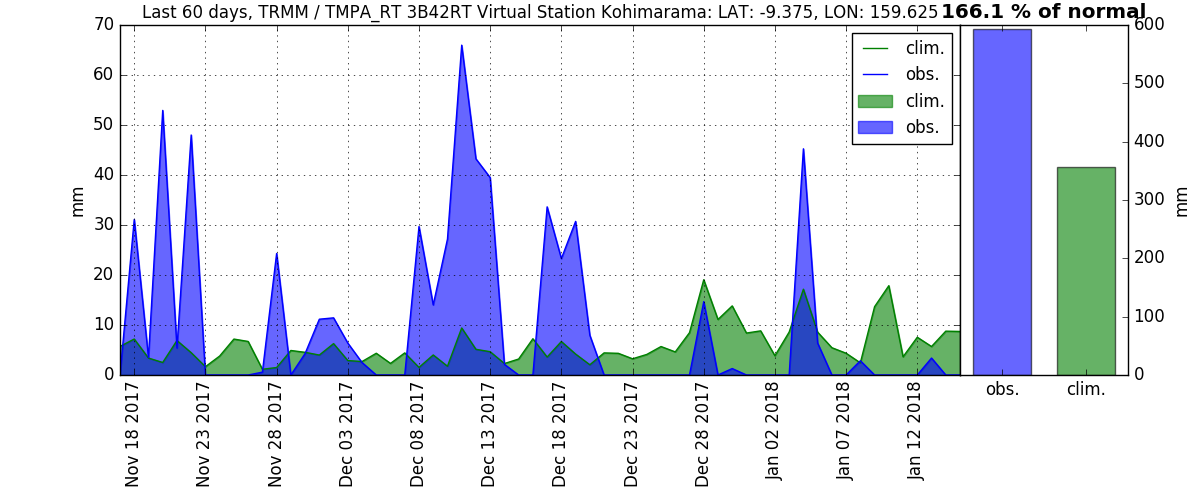 Last 60 days, TRMM / TMPA_RT 3B42RT Virtual Station Kohimarama: LAT: -9.375, LON: 159.625
166.1 % of normal
70
60
50
40
30
20
10
0
mm
clim.
obs.
clim.
obs.
Nov 18 2017
Nov 23 2017
Nov 28 2017
Dec 03 2017
Dec 08 2017
Dec 13 2017
Dec 18 2017
Dec 23 2017
Dec 28 2017
Jan 02 2018
Jan 07 2018
Jan 12 2018
600
500
400
300
200
100
0
mm
obs.
clim.